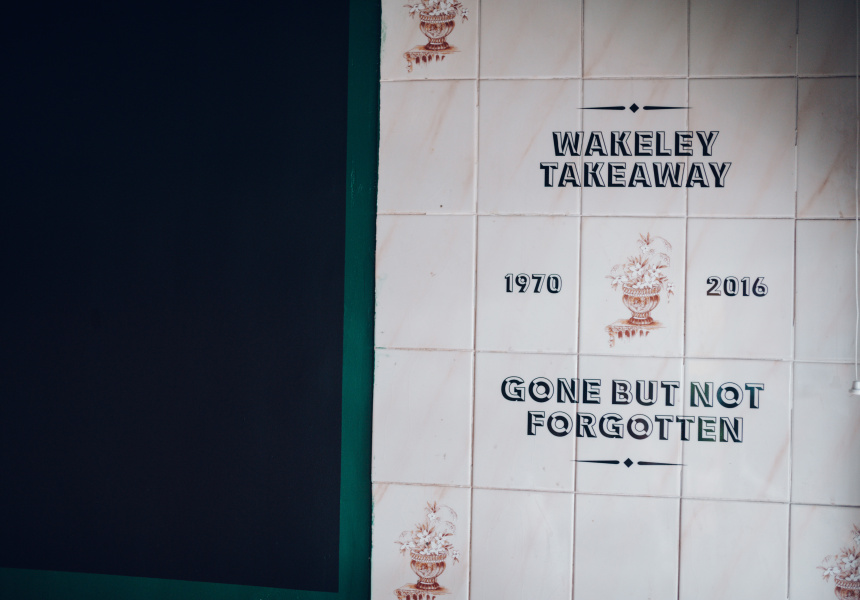 WAKELEY
TAKEAWAY
1970 2016
GONE BUT NOT
FORGOTTEN